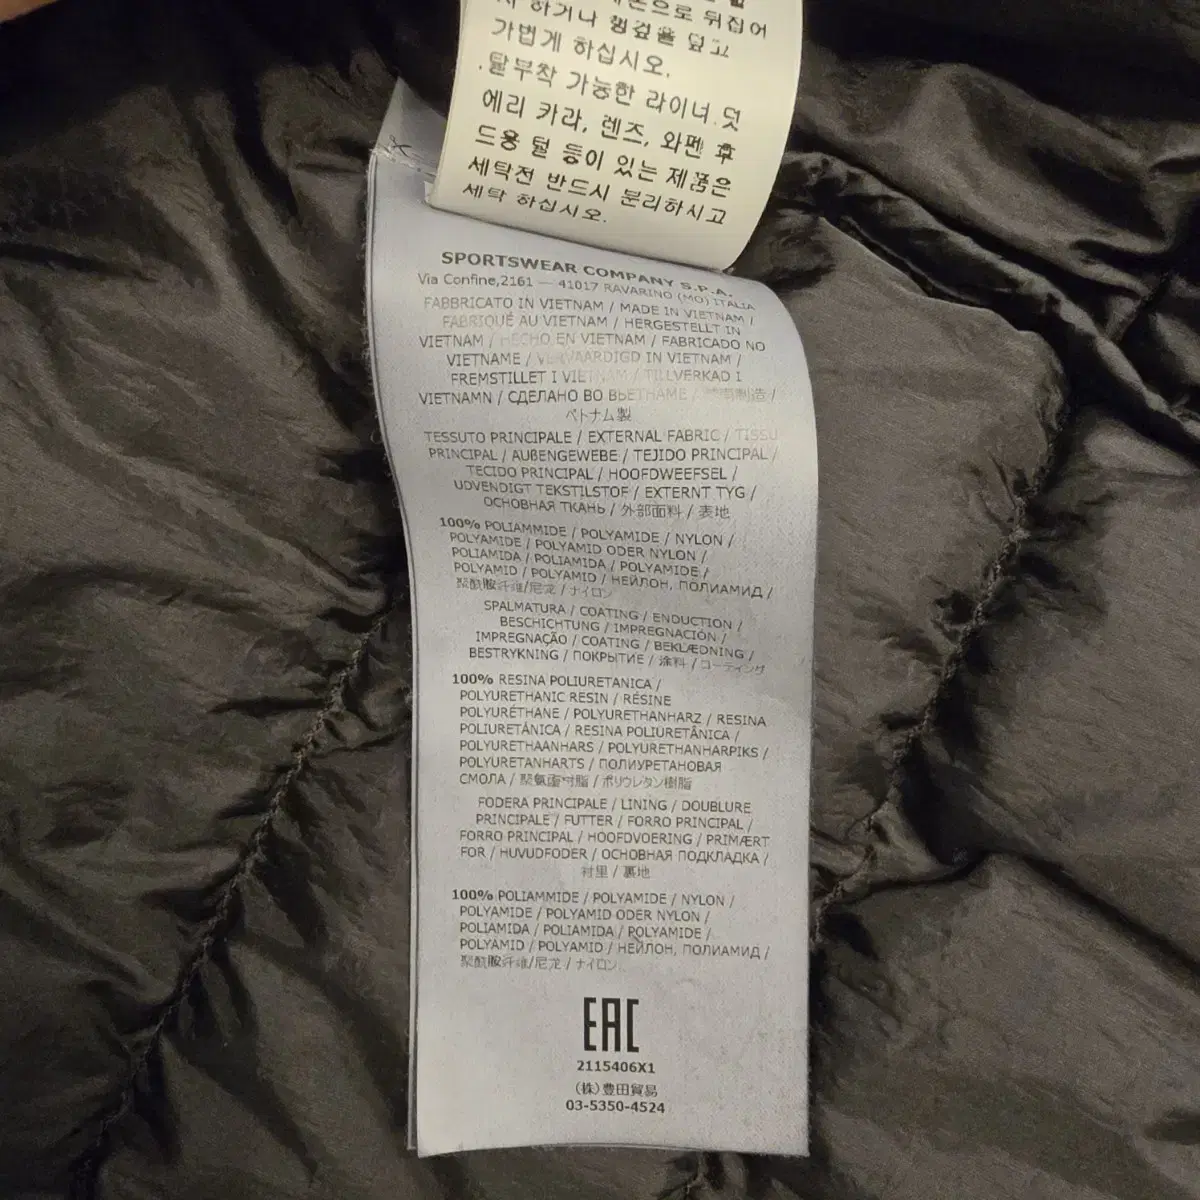 하거나 헝겊을 덮고
가볍게 하십시오.
.탈부착 가능한 라이너.덧
에리 카라, 렌즈, 와펜 후
드용 털 등이 있는 제품은
세탁전 반드시 분리하시고
세탁 하십시오.
SPORTSWEAR COMPANY S.P.A.
Via Confine,2161 — 41017 RAVARINO (MO) ITALIA
FABBRICATO IN VIETNAM / MADE IN VIETNAM /
FABRIQUÉ AU VIETNAM / HERGESTELLT IN
VIETNAM / HECHO EN VIETNAM / FABRICADO NO
VIETNAME / VERVAARDIGD IN VIETNAM /
FREMSTILLET I VIETNAM / TILLVERKAD I
VIETNAMN / СДЕЛАНО ВО ВЬЕТНАМЕ / 越南制造 /
ベトナム製
TESSUTO PRINCIPALE / EXTERNAL FABRIC / TISSU
PRINCIPAL / AUßENGEWEBE / TEJIDO PRINCIPAL /
TECIDO PRINCIPAL / HOOFDWEEFSEL /
UDVENDIGT TEKSTILSTOF / EXTERNT TYG /
ОСНОВНАЯ ТКАНЬ / 外部面料 / 表地
100% POLIAMMIDE / POLYAMIDE / NYLON /
POLYAMIDE / POLYAMID ODER NYLON /
POLIAMIDA / POLIAMIDA / POLYAMIDE /
POLYAMID / POLYAMID / НЕЙЛОН, ПОЛИАМИД /
聚酰胺纤维/尼龙 / ナイロン
SPALMATURA / COATING / ENDUCTION /
BESCHICHTUNG / IMPREGNACIÓN /
IMPREGNAÇÃO / COATING / BEKLÆDNING /
BESTRYKNING / ПОКРЫТИЕ / 涂料 / コーティング
100% RESINA POLIURETANICA /
POLYURETHANIC RESIN / RÉSINE
POLYURÉTHANE / POLYURETHANHARZ / RESINA
POLIURETÁNICA / RESINA POLIURETÂNICA /
POLYURETHAANHARS / POLYURETHANHARPIKS /
POLYURETANHARTS / ПОЛИУРЕТАНОВАЯ
СМОЛА / 聚氨酯树脂 / ポリウレタン樹脂
FODERA PRINCIPALE / LINING / DOUBLURE
PRINCIPALE / FUTTER / FORRO PRINCIPAL /
FORRO PRINCIPAL / HOOFDVOERING / PRIMÆRT
FOR / HUVUDFODER / ОСНОВНАЯ ПОДКЛАДКА /
衬里 / 裏地
100% POLIAMMIDE / POLYAMIDE / NYLON /
POLYAMIDE / POLYAMID ODER NYLON /
POLIAMIDA / POLIAMIDA / POLYAMIDE /
POLYAMID / POLYAMID / НЕЙЛОН, ПОЛИАМИД /
聚酰胺纤维/尼龙 / ナイロン
EAC
2115406X1
(株)豊田貿易
03-5350-4524